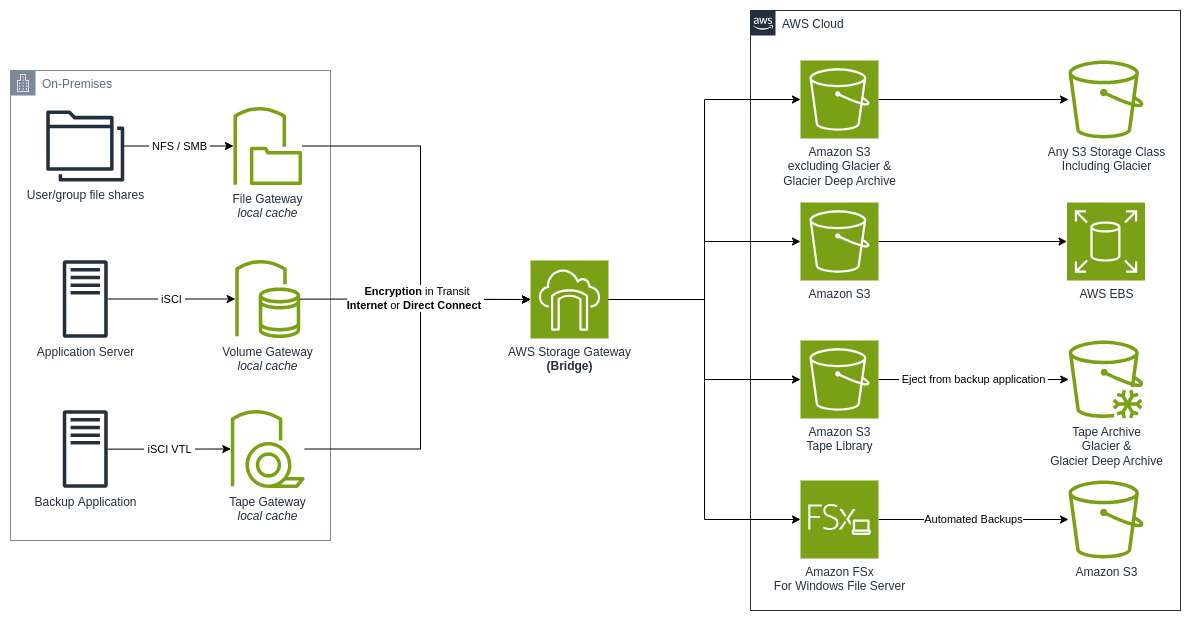 aws
AWS Cloud
On-Premises
NFS / SMB
User/group file shares
File Gateway
local cache
iSCI
Application Server
Volume Gateway
local cache
iSCI VTL
Backup Application
Tape Gateway
local cache
Encryption in Transit
Internet or Direct Connect
AWS Storage Gateway
(Bridge)
Amazon S3
excluding Glacier &
Glacier Deep Archive
Any S3 Storage Class
Including Glacier
Amazon S3
AWS EBS
Amazon S3
Tape Library
Eject from backup application
Tape Archive
Glacier &
Glacier Deep Archive
FSx
Amazon FSx
For Windows File Server
Automated Backups
Amazon S3